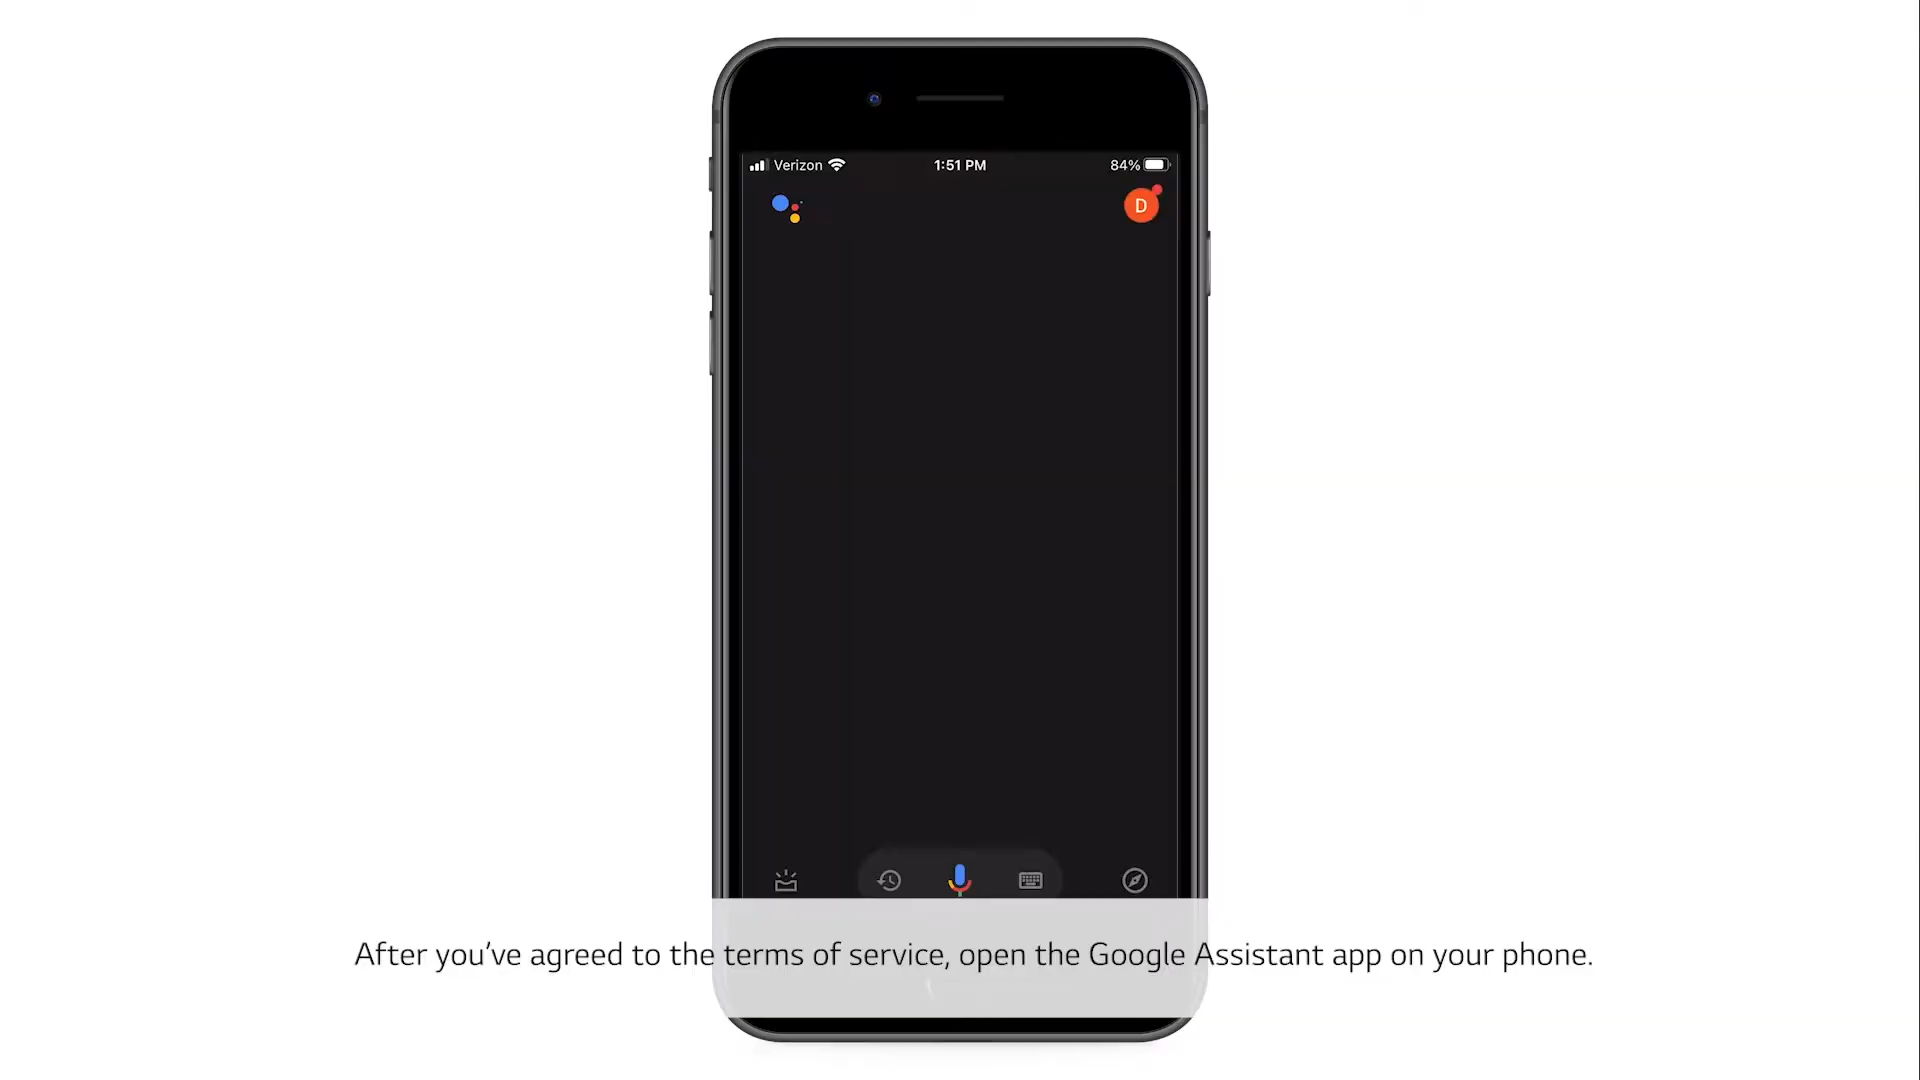 Verizon 1:51 PM 84%
D
After you’ve agreed to the terms of service, open the Google Assistant app on your phone.